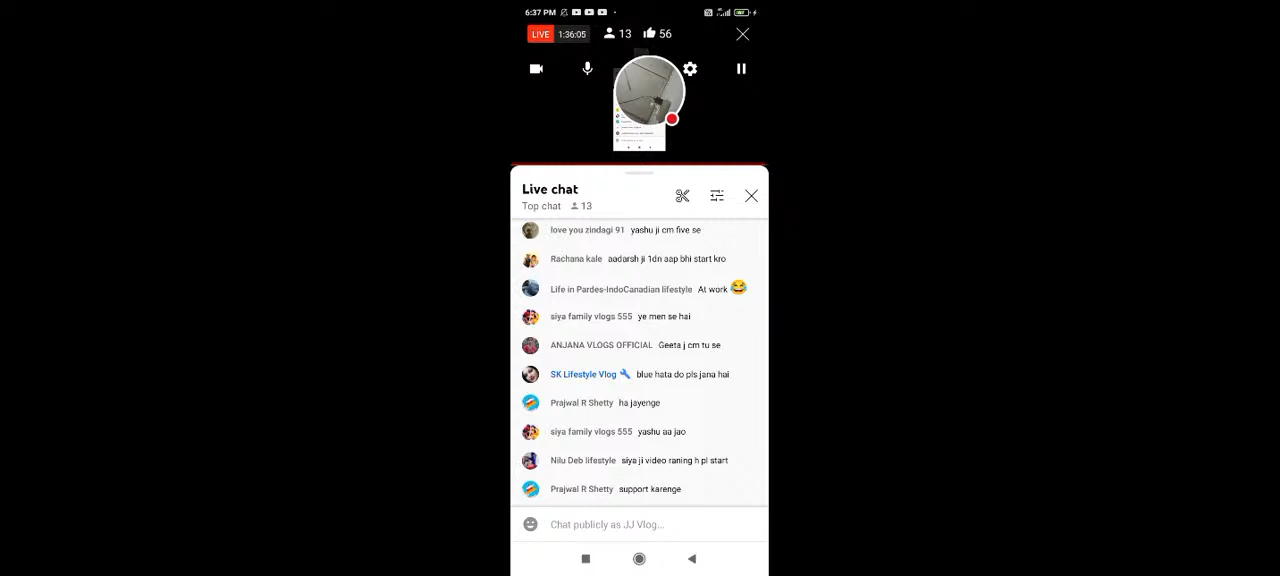 6:37 PM
LIVE 1:36:05 13 56
Live chat
Top chat 13
love you zindagi 91 yashu ji cm five se
Rachana kale aadarsh ji 1dn aap bhi start kro
Life in Pardes-IndoCanadian lifestyle At work
siya family vlogs 555 ye men se hai
ANJANA VLOGS OFFICIAL Geeta j cm tu se
SK Lifestyle Vlog blue hata do pls jana hai
Prajwal R Shetty ha jayenge
siya family vlogs 555 yashu aa jao
Nilu Deb lifestyle siya ji video raning h pl start
Prajwal R Shetty support karenge
Chat publicly as JJ Vlog...